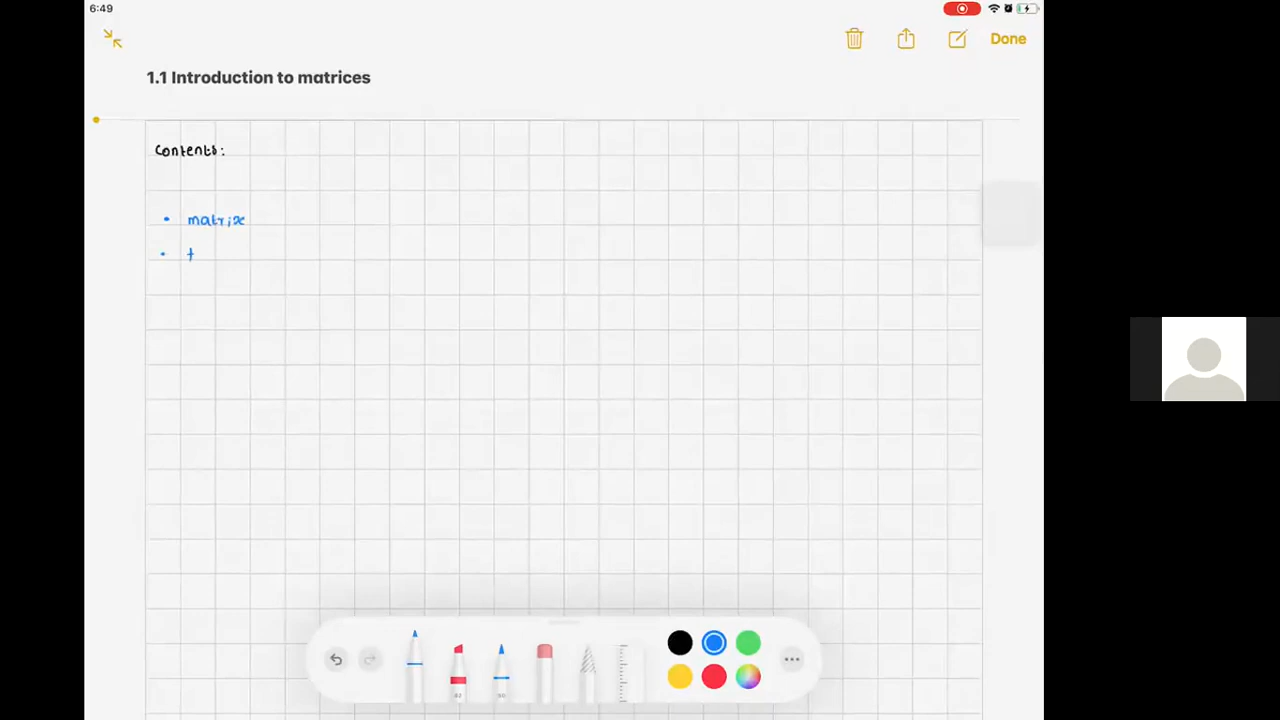 6:49
Done
1.1 Introduction to matrices
Contents:
• matrix
• t